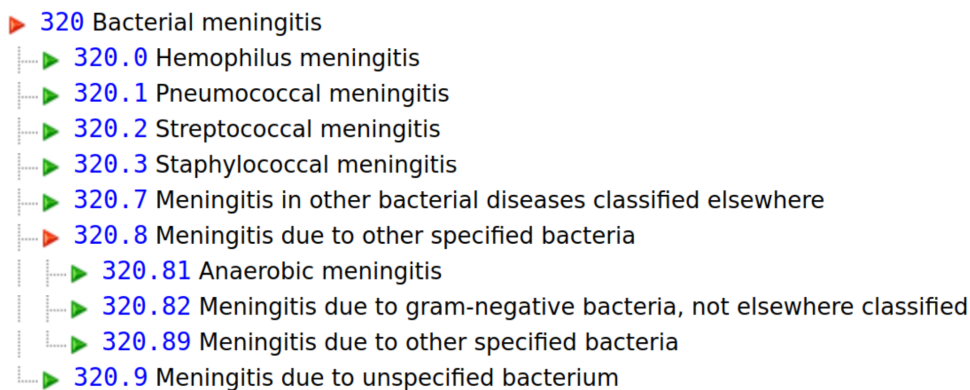 320 Bacterial meningitis
320.0 Hemophilus meningitis
320.1 Pneumococcal meningitis
320.2 Streptococcal meningitis
320.3 Staphylococcal meningitis
320.7 Meningitis in other bacterial diseases classified elsewhere
320.8 Meningitis due to other specified bacteria
320.81 Anaerobic meningitis
320.82 Meningitis due to gram-negative bacteria, not elsewhere classified
320.89 Meningitis due to other specified bacteria
320.9 Meningitis due to unspecified bacterium